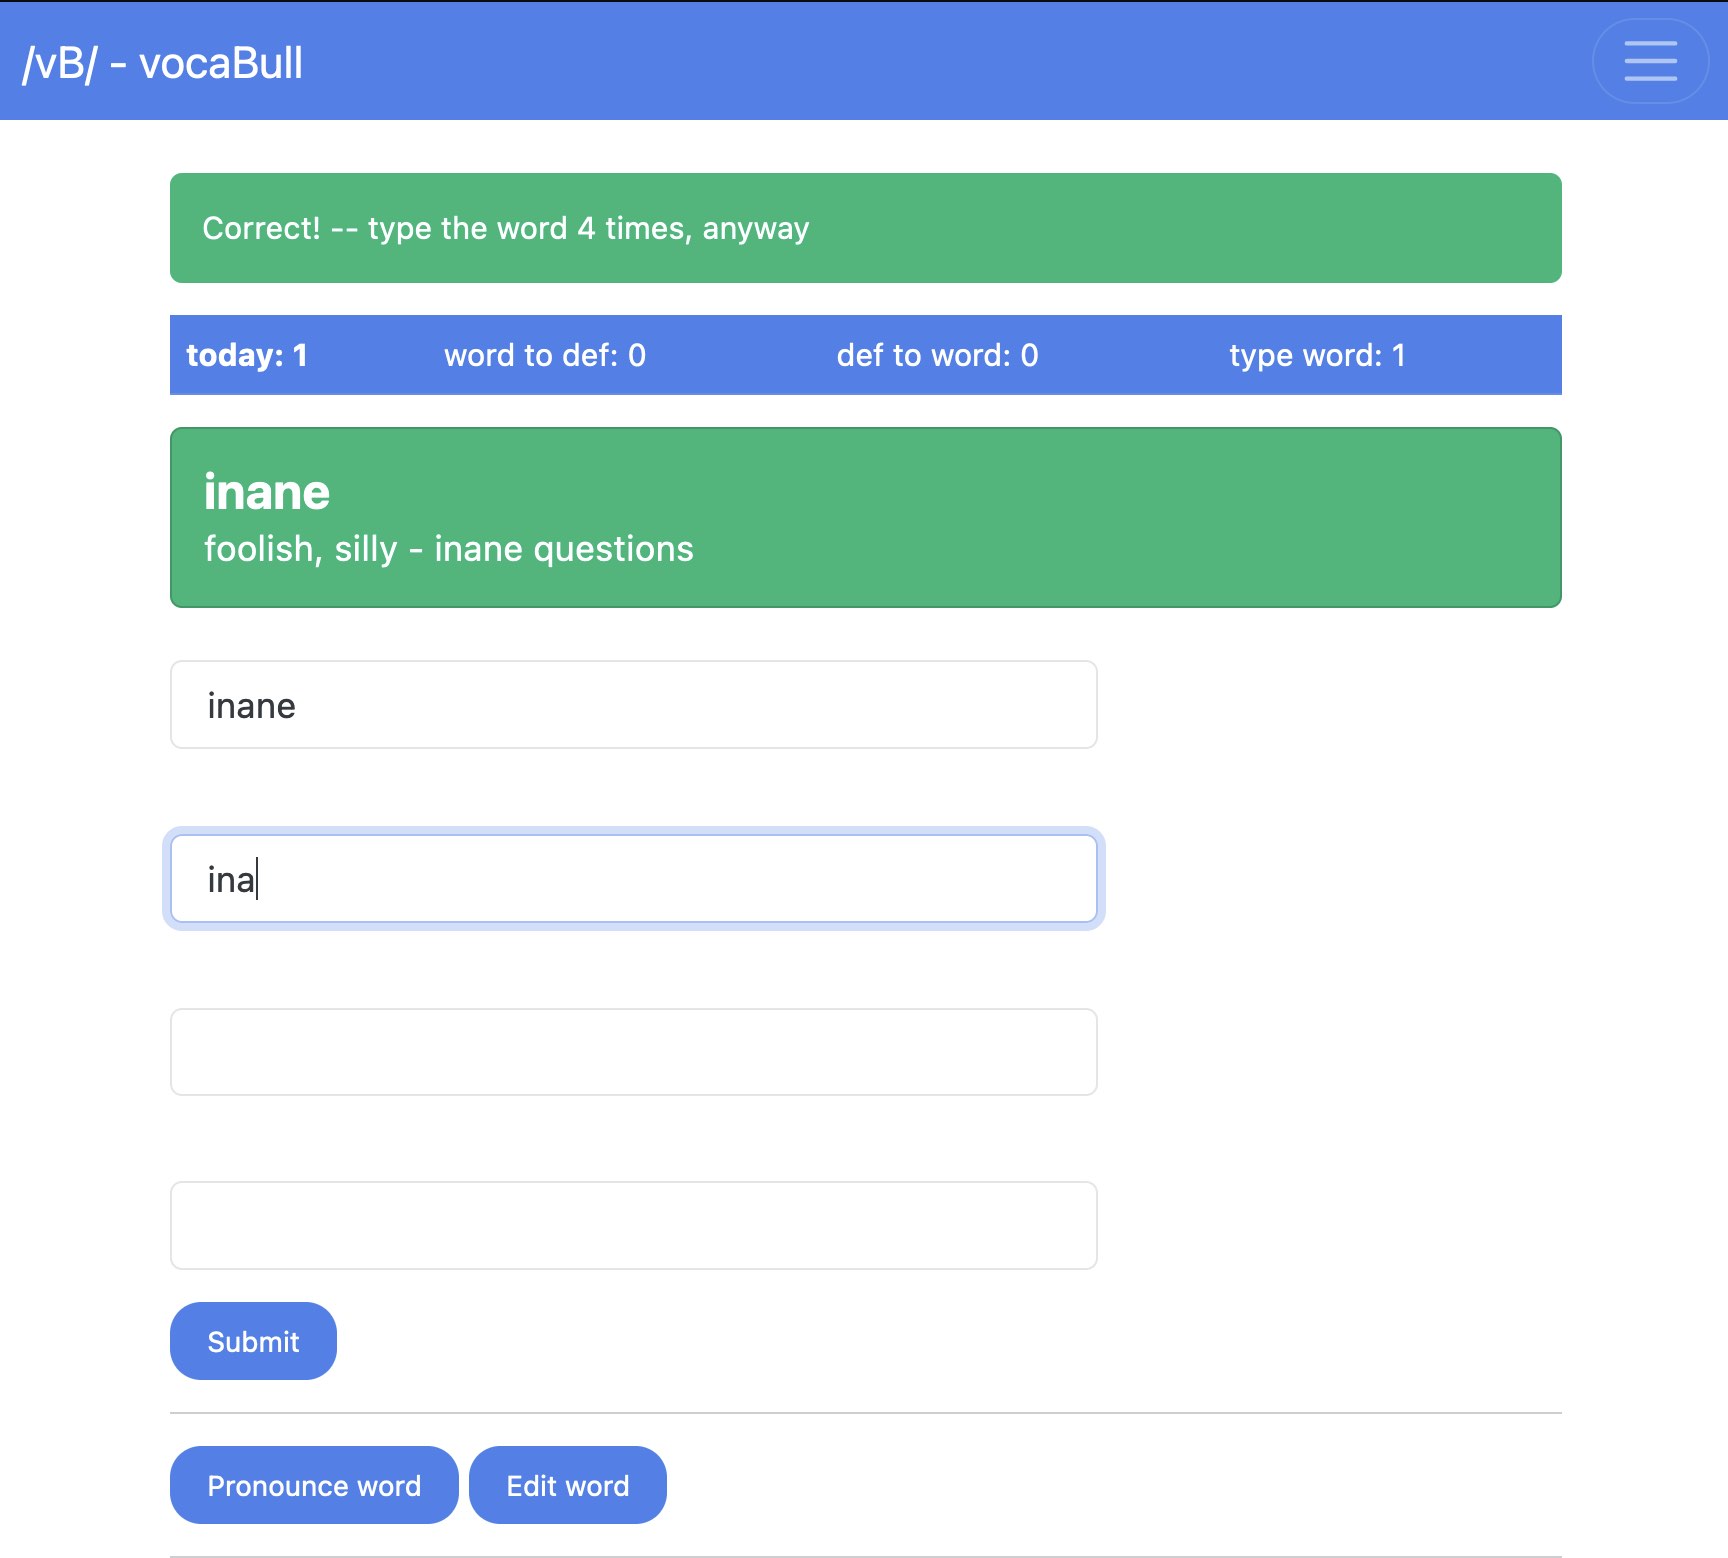 /vB/ - vocaBull
Correct! -- type the word 4 times, anyway
today: 1 word to def: 0 def to word: 0 type word: 1
inane
foolish, silly - inane questions
inane
ina
Submit
Pronounce word Edit word